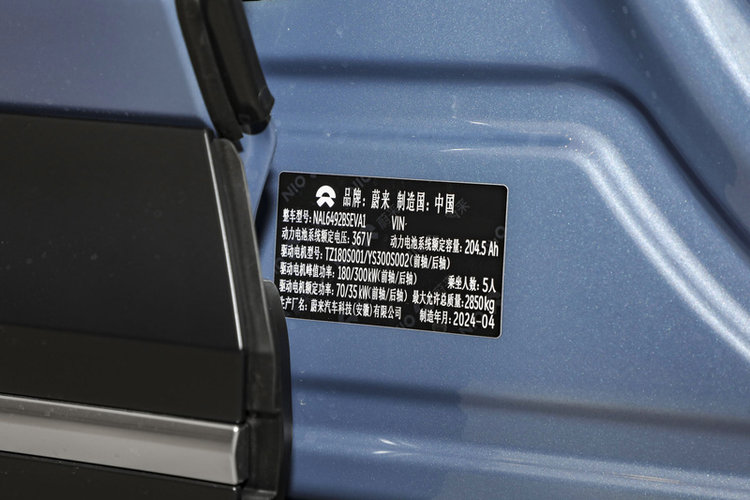 品牌：蔚来 制造国：中国
整车型号：NAL6492BSEVA1 VIN
动力电池系统额定电压：367V 动力电池系统额定容量：204.5 Ah
驱动电机型号：TZ180S001/YS300S002(前轴/后轴)
驱动电机峰值功率：180/300kW(前轴/后轴) 乘坐人数：5人
驱动电机额定功率：70/35kW(前轴/后轴) 最大允许总质量：2850kg
生产厂名：蔚来汽车科技(安徽)有限公司 制造年月：2024-04